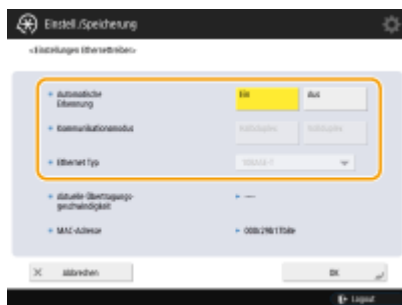 Einstell./Speicherung
<Einstellungen Ethernettreiber>
Automatische
Erkennung
Ein
Aus
Kommunikationsmodus
Halbduplex
Ethernet Typ
Aktuelle Übertragungs-
geschwindigkeit
----
MAC-Adresse
Abbrechen
OK
Logout